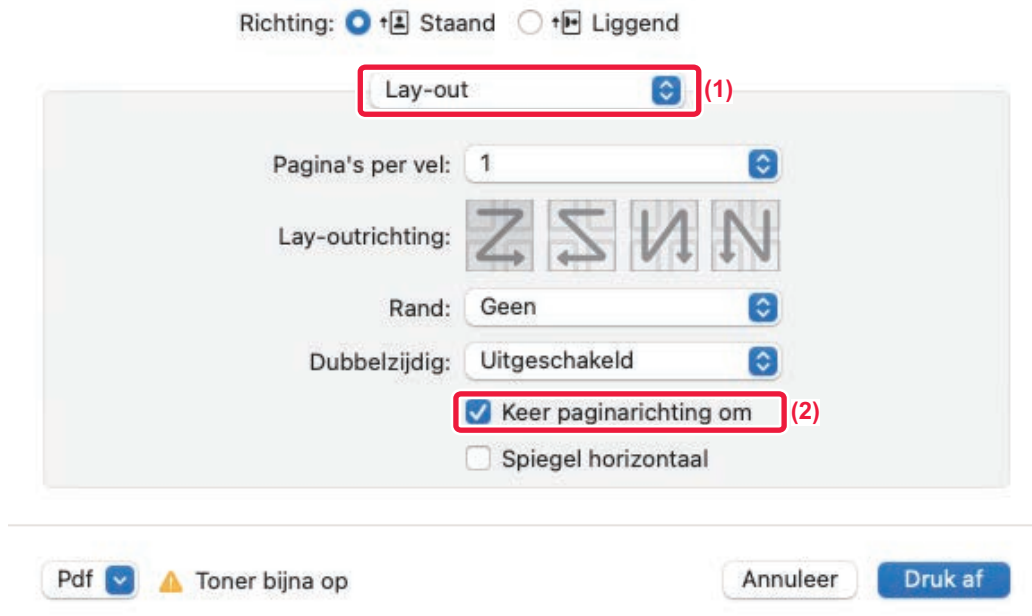 Richting: Staand Liggend
Lay-out (1)
Pagina's per vel: 1
Lay-outrichting:
Rand: Geen
Dubbelzijdig: Uitgeschakeld
Keer paginarichting om (2)
Spiegel horizontaal
Pdf Toner bijna op Annuleer Druk af